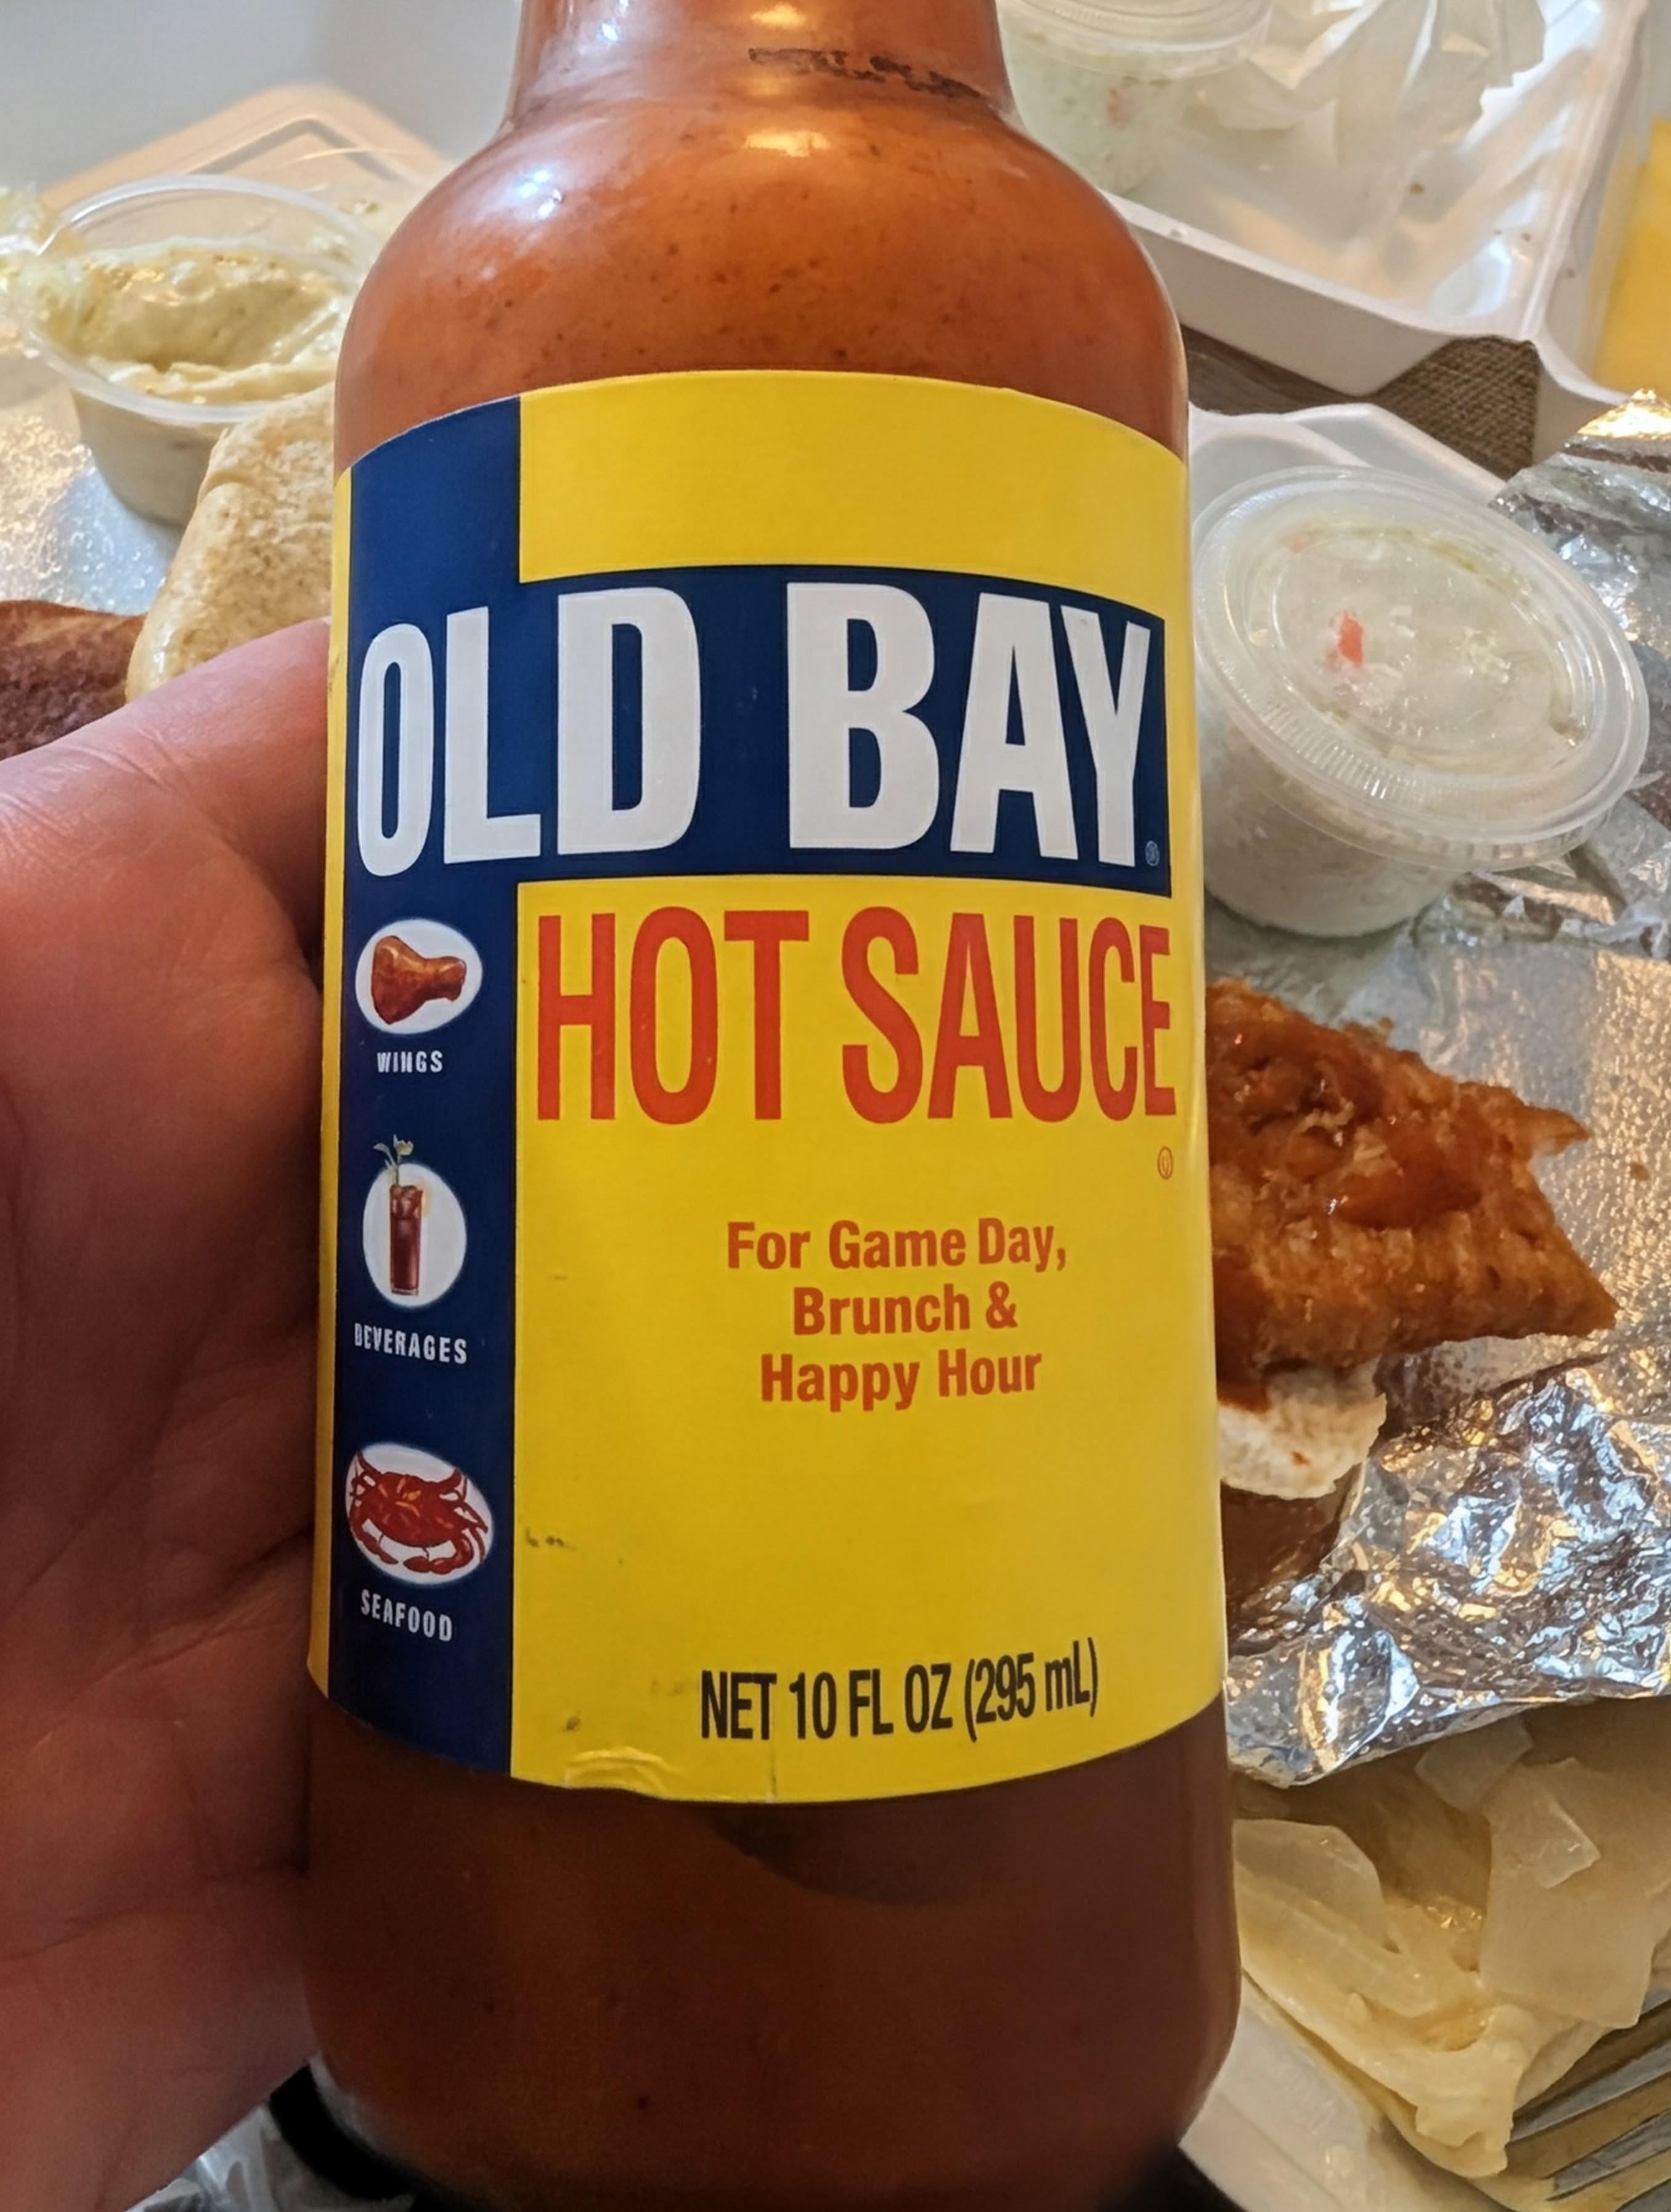 OLD BAY®
HOT SAUCE
WINGS
BEVERAGES
SEAFOOD
For Game Day,
Brunch &
Happy Hour
NET 10 FL OZ (295 mL)